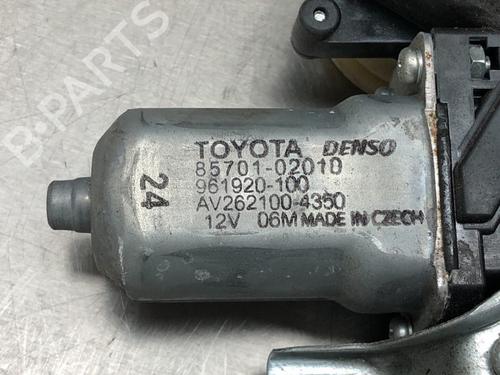 B-PARTS
TOYOTA DENSO
85701-02010
961920-100
AV262100-4350
12V 06M MADE IN CZECH
24